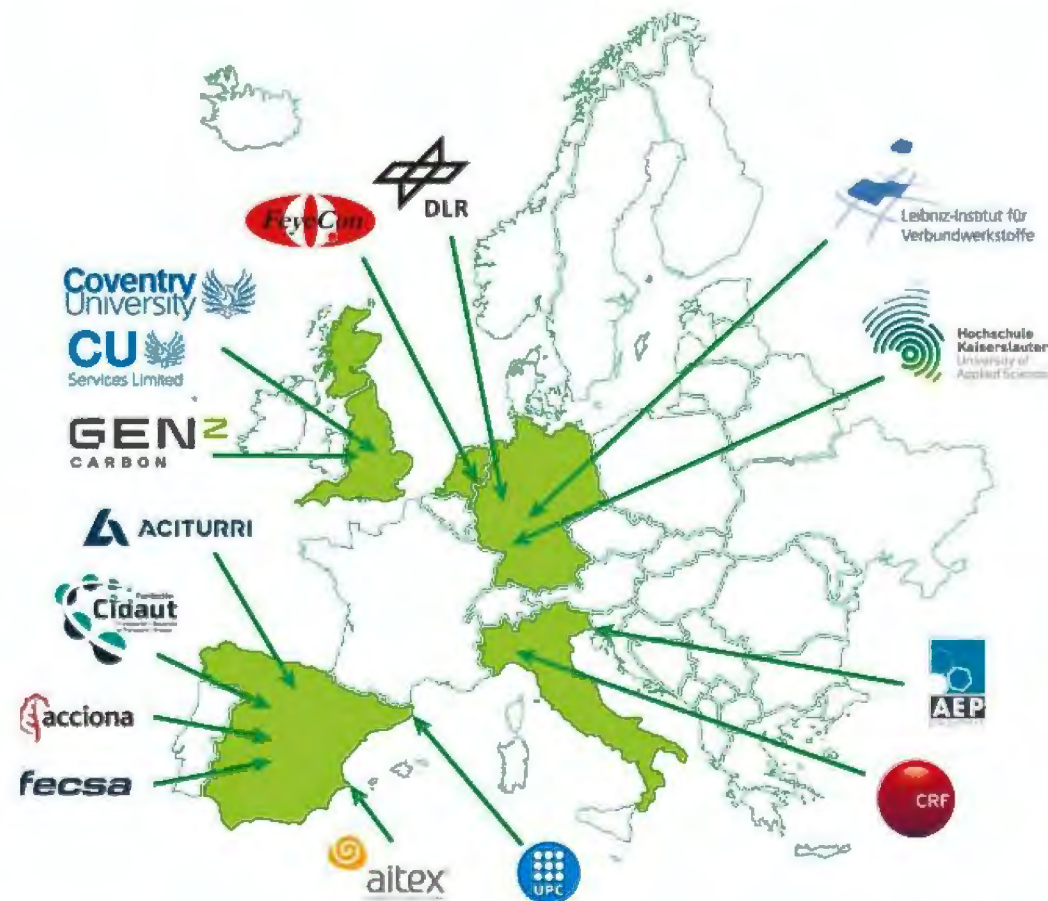 FeyeCon
DLR
Leibniz-Institut für
Verbundwerkstoffe
Coventry
University
CU
Services Limited
Hochschule
Kaiserslautern
University of
Applied Sciences
GEN2
CARBON
ACITURRI
Fundación
Cidaut
acciona
AEP
fecsa
CRF
aitex
UPC